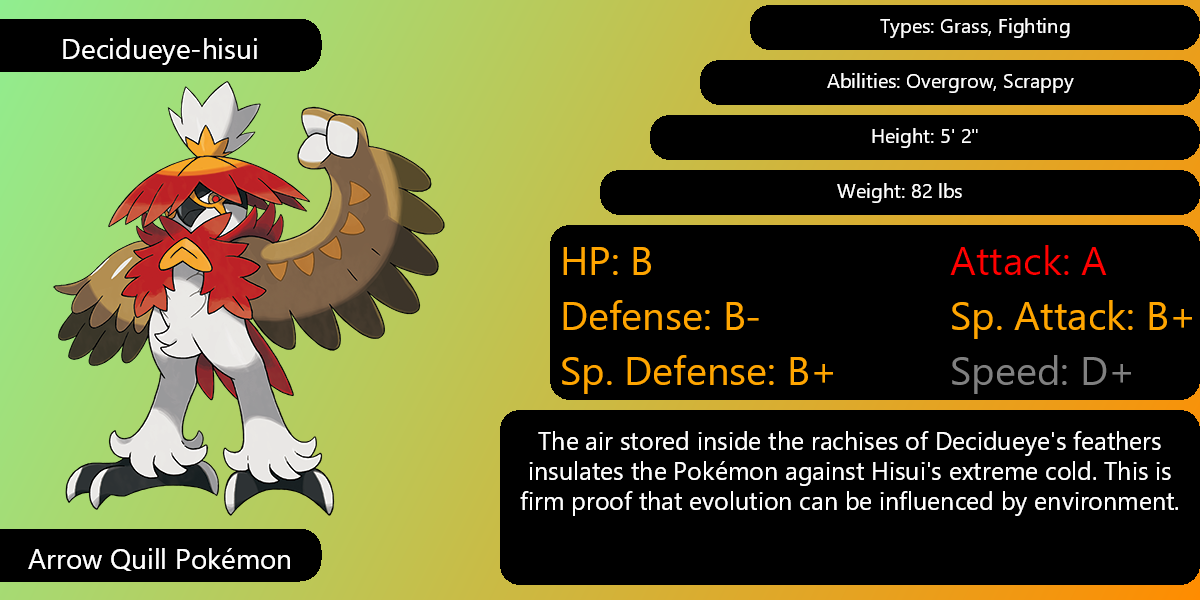 Decidueye-hisui
Types: Grass, Fighting
Abilities: Overgrow, Scrappy
Height: 5' 2"
Weight: 82 lbs
HP: B
Attack: A
Defense: B-
Sp. Attack: B+
Sp. Defense: B+
Speed: D+
The air stored inside the rachises of Decidueye's feathers
insulates the Pokémon against Hisui's extreme cold. This is
firm proof that evolution can be influenced by environment.
Arrow Quill Pokémon